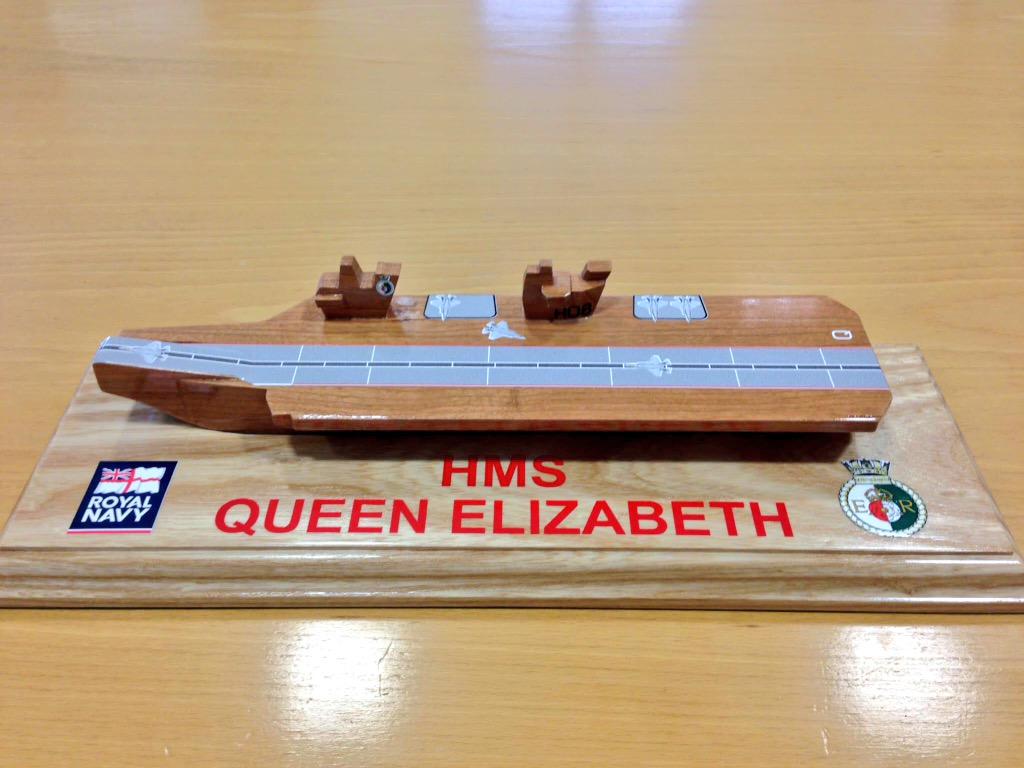 HMS
QUEEN ELIZABETH
ROYAL
NAVY
E R
Q